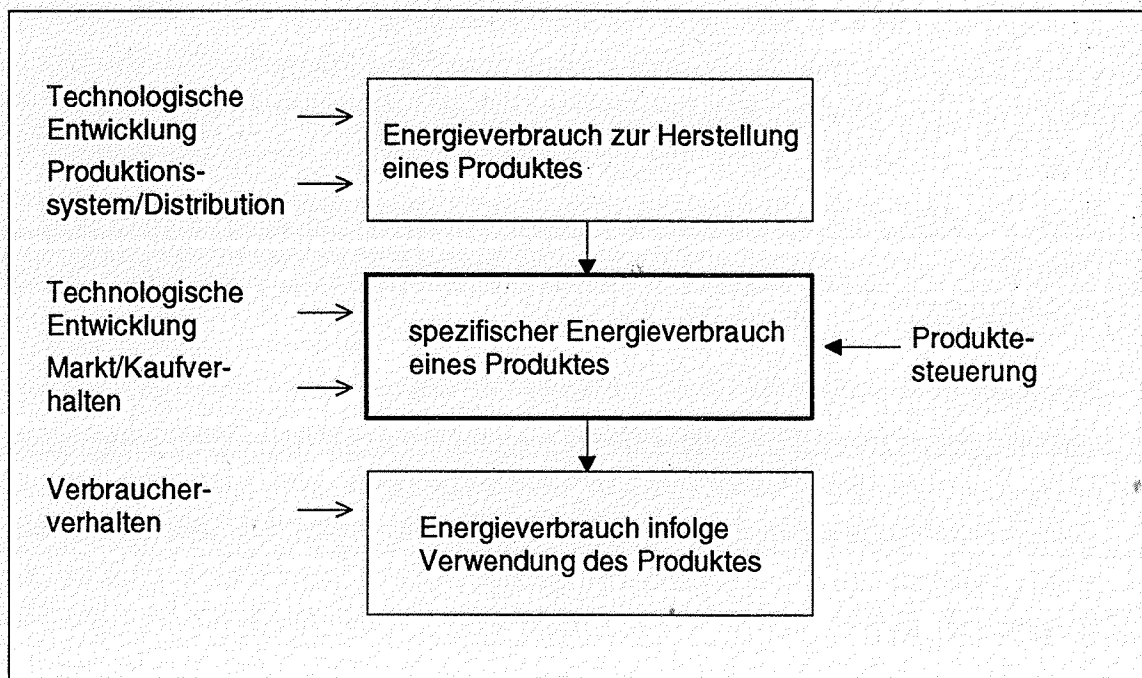 Technologische
Entwicklung
Produktions-
system/Distribution
Energieverbrauch zur Herstellung
eines Produktes
Technologische
Entwicklung
Markt/Kaufver-
halten
spezifischer Energieverbrauch
eines Produktes
Produkte-
steuerung
Verbraucher-
verhalten
Energieverbrauch infolge
Verwendung des Produktes